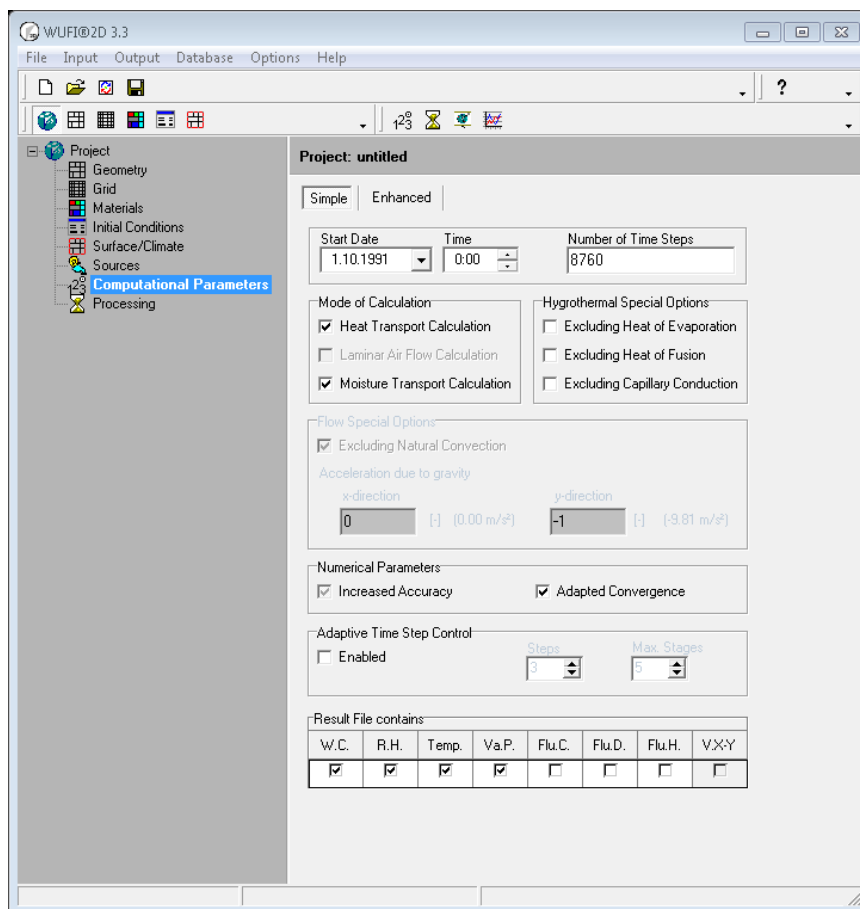 WUFI®2D 3.3
File Input Output Database Options Help
?
Project
Geometry
Grid
Materials
Initial Conditions
Surface/Climate
Sources
Computational Parameters
Processing
Project: untitled
Simple Enhanced
Start Date Time Number of Time Steps
1.10.1991 0:00 8760
Mode of Calculation Hygrothermal Special Options
Heat Transport Calculation Excluding Heat of Evaporation
Laminar Air Flow Calculation Excluding Heat of Fusion
Moisture Transport Calculation Excluding Capillary Conduction
Flow Special Options
Excluding Natural Convection
Acceleration due to gravity
x-direction y-direction
0 [-] (0.00 m/s²) -1 [-] (-9.81 m/s²)
Numerical Parameters
Increased Accuracy Adapted Convergence
Adaptive Time Step Control
Enabled Steps Max. Stages
3 5
Result File contains
W.C. R.H. Temp. Va.P. Flu.C. Flu.D. Flu.H. V.X-Y